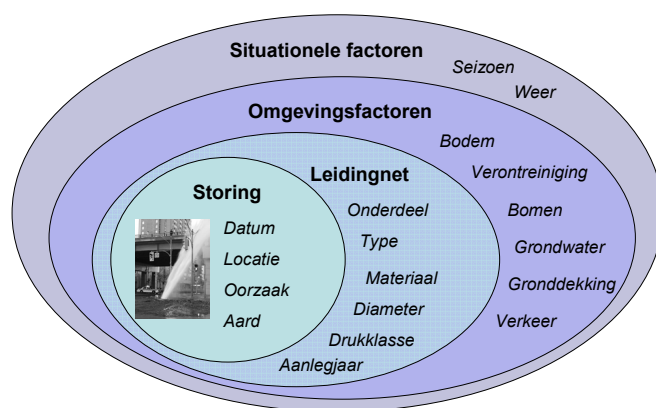 Situationele factoren
Seizoen
Weer
Omgevingsfactoren
Bodem
Verontreiniging
Bomen
Grondwater
Gronddekking
Verkeer
Leidingnet
Onderdeel
Type
Materiaal
Diameter
Drukklasse
Aanlegjaar
Storing
Datum
Locatie
Oorzaak
Aard